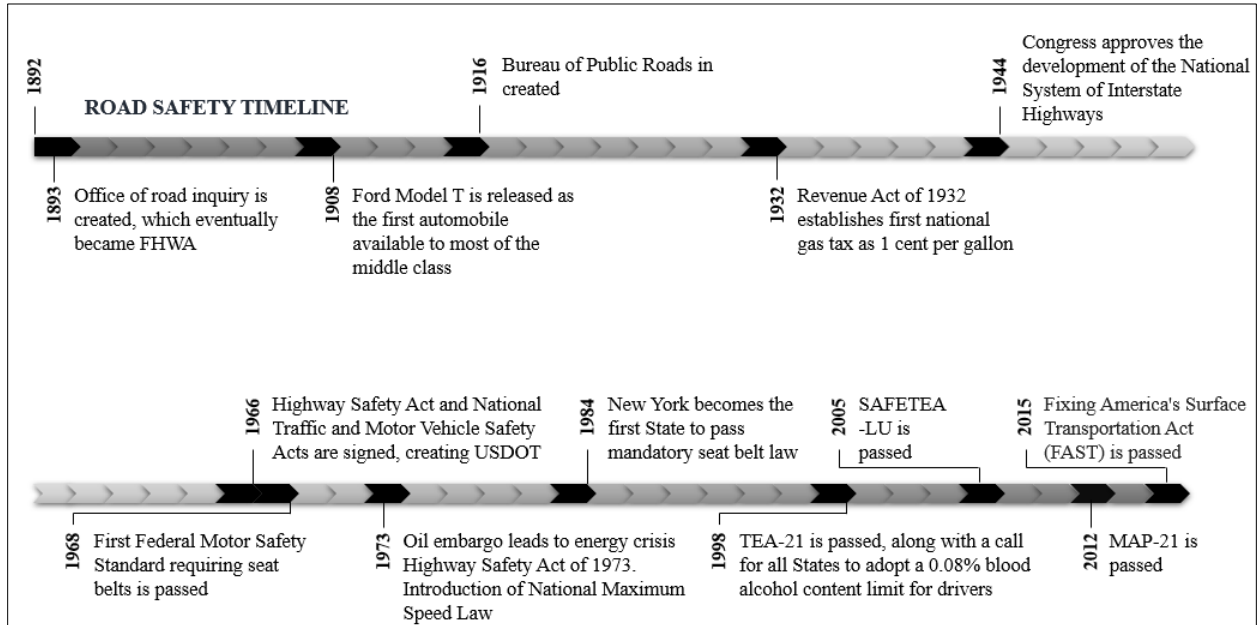 1892
ROAD SAFETY TIMELINE
1893
Office of road inquiry is
created, which eventually
became FHWA
1908
Ford Model T is released as
the first automobile
available to most of the
middle class
1916
Bureau of Public Roads in
created
1932
Revenue Act of 1932
establishes first national
gas tax as 1 cent per gallon
1944
Congress approves the
development of the National
System of Interstate
Highways
1966
Highway Safety Act and National
Traffic and Motor Vehicle Safety
Acts are signed, creating USDOT
1968
First Federal Motor Safety
Standard requiring seat
belts is passed
1973
Oil embargo leads to energy crisis
Highway Safety Act of 1973.
Introduction of National Maximum
Speed Law
1984
New York becomes the
first State to pass
mandatory seat belt law
1998
TEA-21 is passed, along with a call
for all States to adopt a 0.08% blood
alcohol content limit for drivers
2005
SAFETEA
-LU is
passed
2012
MAP-21 is
passed
2015
Fixing America's Surface
Transportation Act
(FAST) is passed